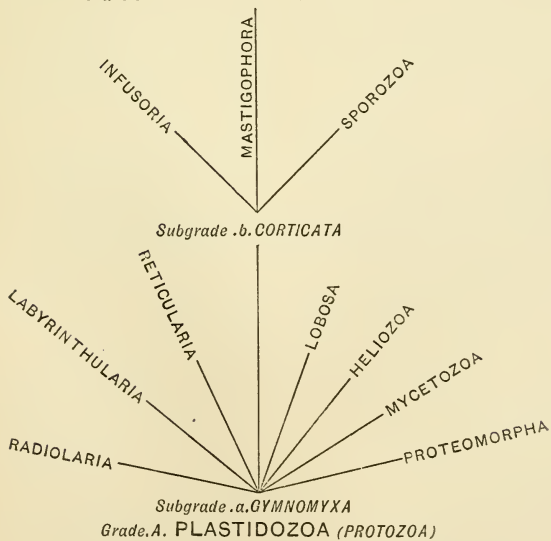 MASTIGOPHORA
INFUSORIA
SPOROZOA
Subgrade .b. CORTICATA
RETICULARIA
LOBOSA
LABYRINTHULARIA
HELIOZOA
MYCETOZOA
RADIOLARIA
PROTEOMORPHA
Subgrade .a. GYMNOMYXA
Grade. A. PLASTIDOZOA (PROTOZOA)